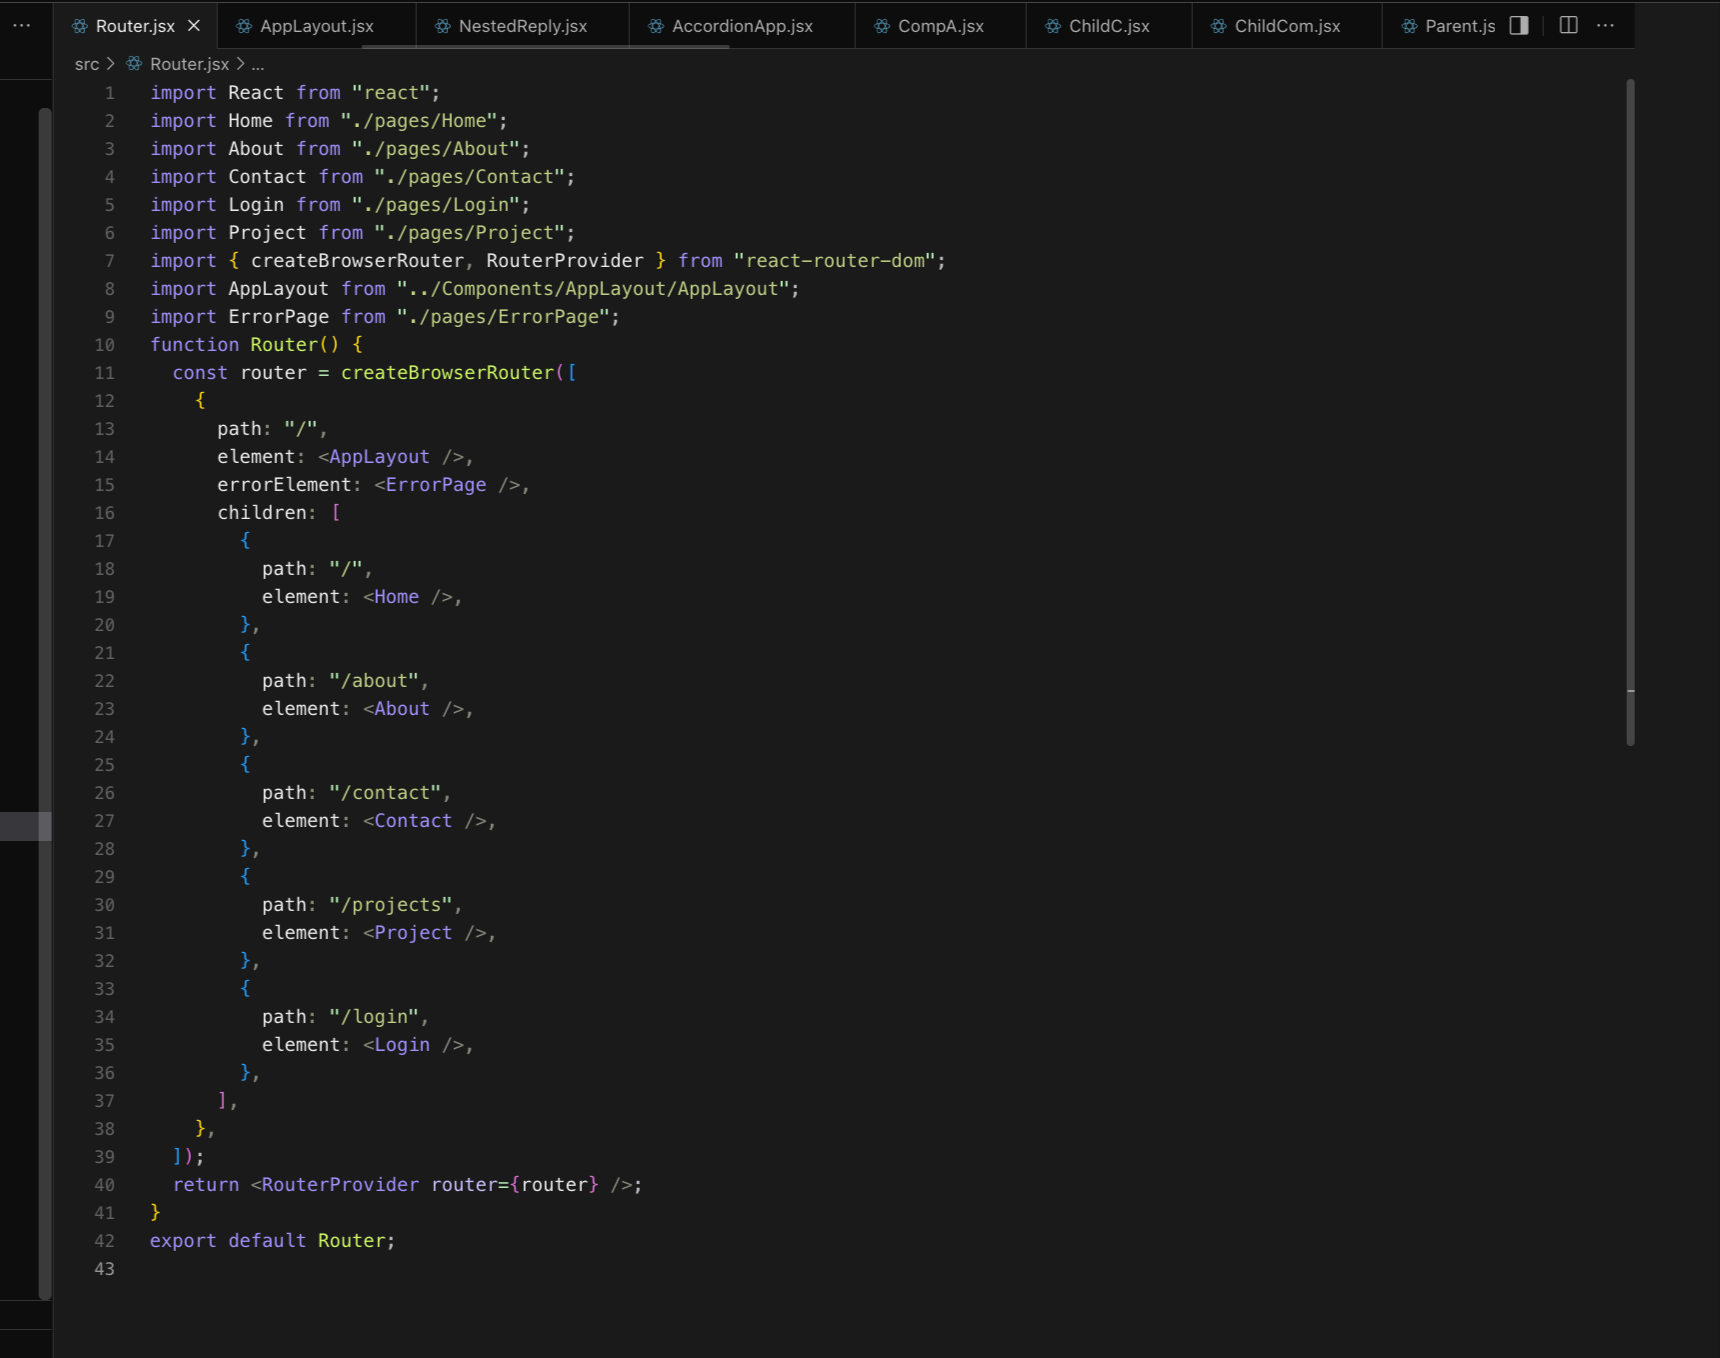 ··· Router.jsx × AppLayout.jsx NestedReply.jsx AccordionApp.jsx CompA.jsx ChildC.jsx ChildCom.jsx Parent.js ···
src > Router.jsx > ...
1 import React from "react";
2 import Home from "./pages/Home";
3 import About from "./pages/About";
4 import Contact from "./pages/Contact";
5 import Login from "./pages/Login";
6 import Project from "./pages/Project";
7 import { createBrowserRouter, RouterProvider } from "react-router-dom";
8 import AppLayout from "../Components/AppLayout/AppLayout";
9 import ErrorPage from "./pages/ErrorPage";
10 function Router() {
11   const router = createBrowserRouter([
12     {
13       path: "/",
14       element: <AppLayout />,
15       errorElement: <ErrorPage />,
16       children: [
17         {
18           path: "/",
19           element: <Home />,
20         },
21         {
22           path: "/about",
23           element: <About />,
24         },
25         {
26           path: "/contact",
27           element: <Contact />,
28         },
29         {
30           path: "/projects",
31           element: <Project />,
32         },
33         {
34           path: "/login",
35           element: <Login />,
36         },
37       ],
38     },
39   ]);
40   return <RouterProvider router={router} />;
41 }
42 export default Router;
43